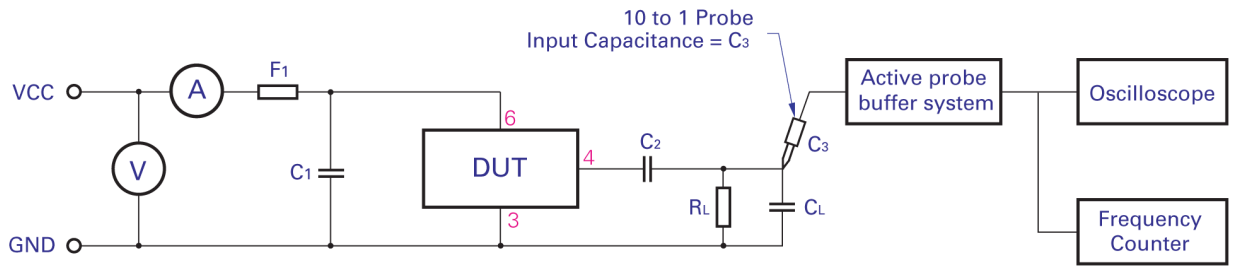 10 to 1 Probe
Input Capacitance = C3
VCC
A
F1
6
Active probe
buffer system
Oscilloscope
V
C1
DUT
4
C2
C3
3
RL
CL
GND
Frequency
Counter